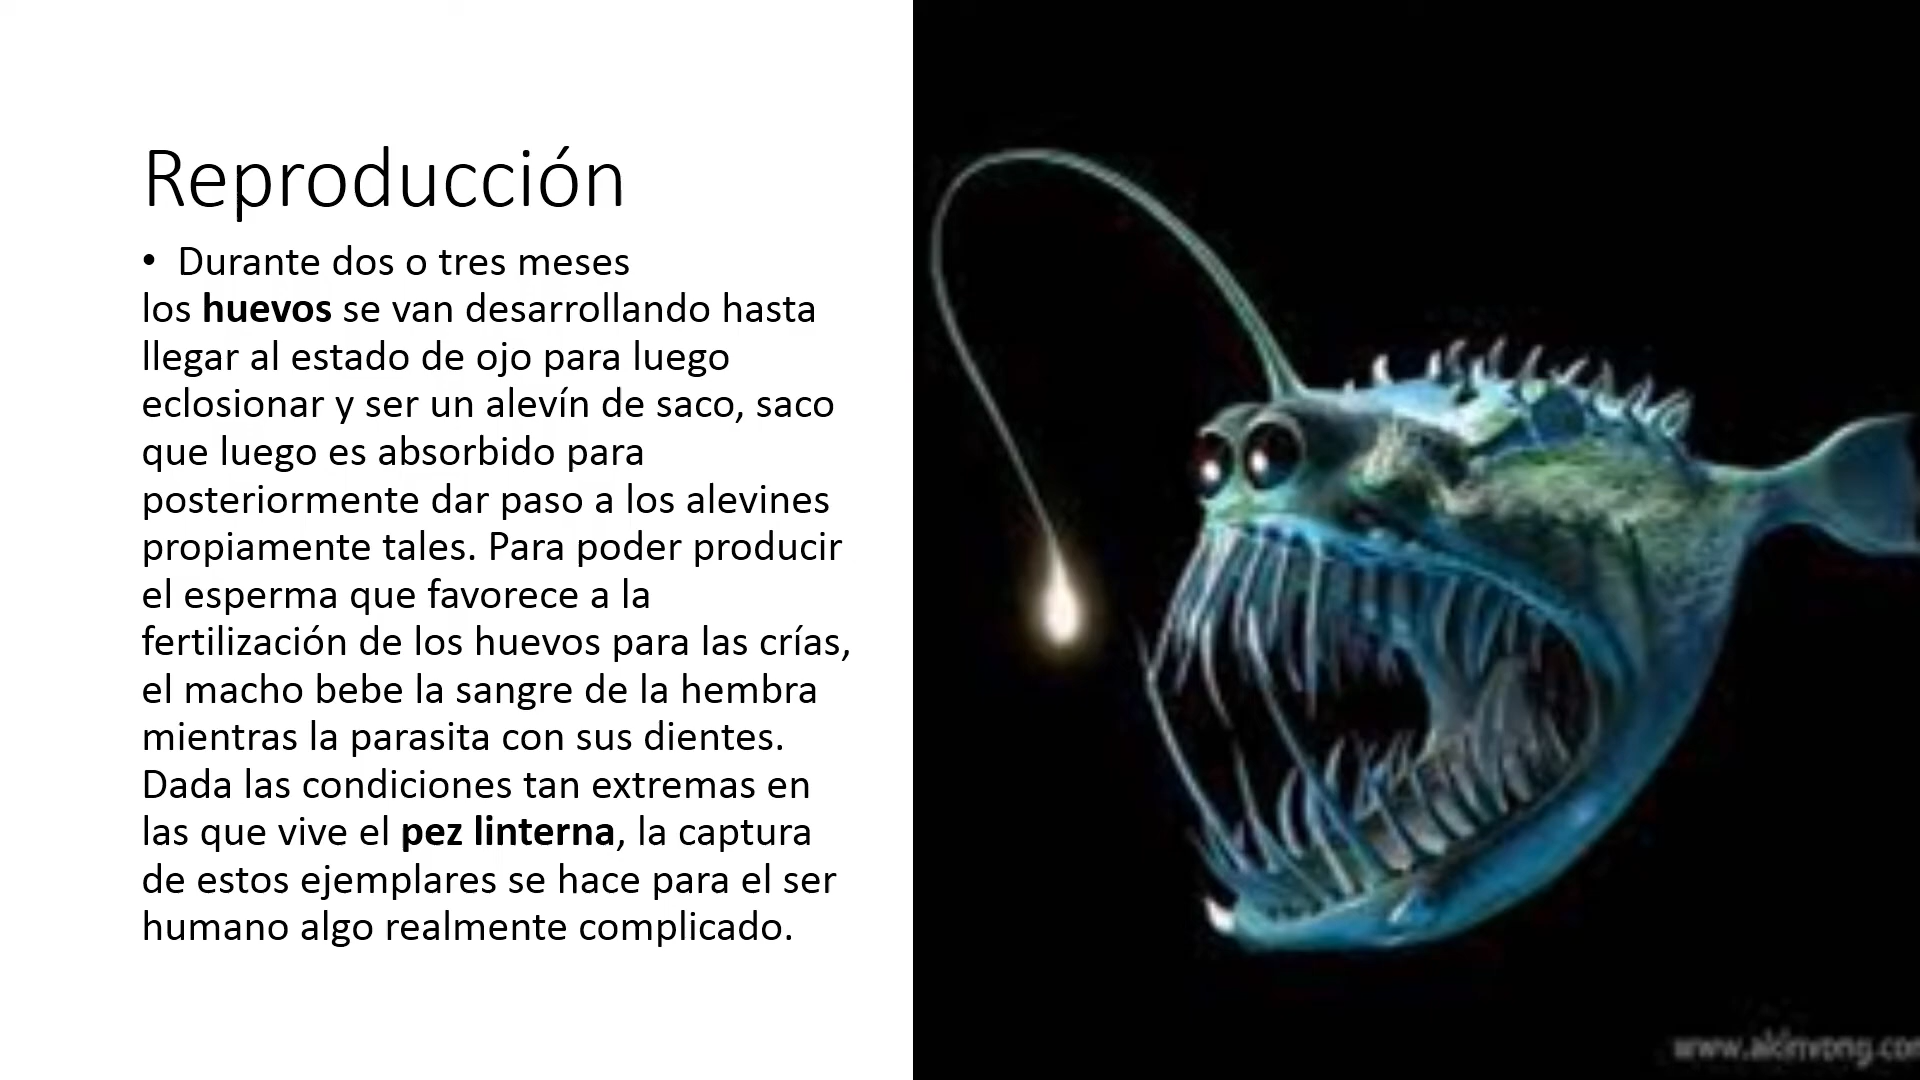 Reproducción
• Durante dos o tres meses
los huevos se van desarrollando hasta
llegar al estado de ojo para luego
eclosionar y ser un alevín de saco, saco
que luego es absorbido para
posteriormente dar paso a los alevines
propiamente tales. Para poder producir
el esperma que favorece a la
fertilización de los huevos para las crías,
el macho bebe la sangre de la hembra
mientras la parasita con sus dientes.
Dada las condiciones tan extremas en
las que vive el pez linterna, la captura
de estos ejemplares se hace para el ser
humano algo realmente complicado.